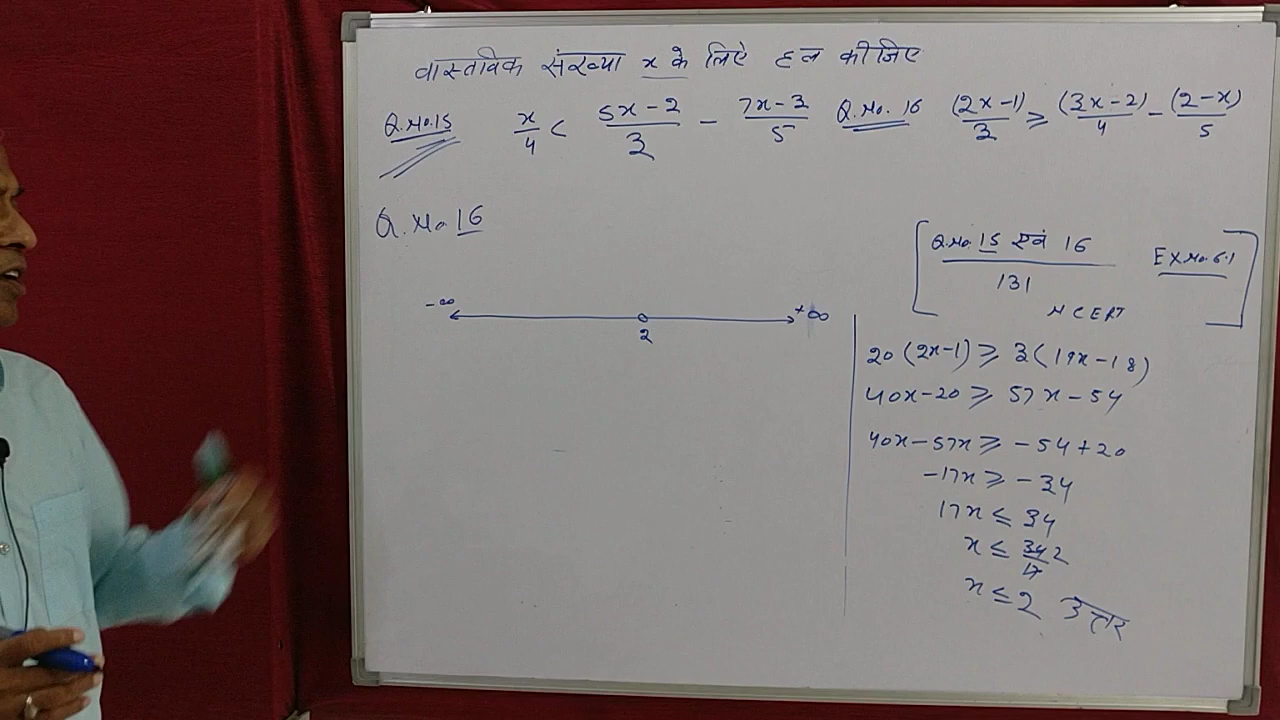 वास्तविक संख्या x के लिऐ हल कीजिए
Q.No.15 x/4 < (5x-2)/3 - (7x-3)/5 Q.No. 16 (2x-1)/3 ≥ (3x-2)/4 - (2-x)/5
Q.No.16
Q.No.15 एवं 16 EX No.6.1
131
NCERT
-∞ +∞
2
20(2x-1) ≥ 3(19x-18)
40x-20 ≥ 57x-54
40x-57x ≥ -54+20
-17x ≥ -34
17x ≤ 34
x ≤ 34/17 2
x ≤ 2 उत्तर